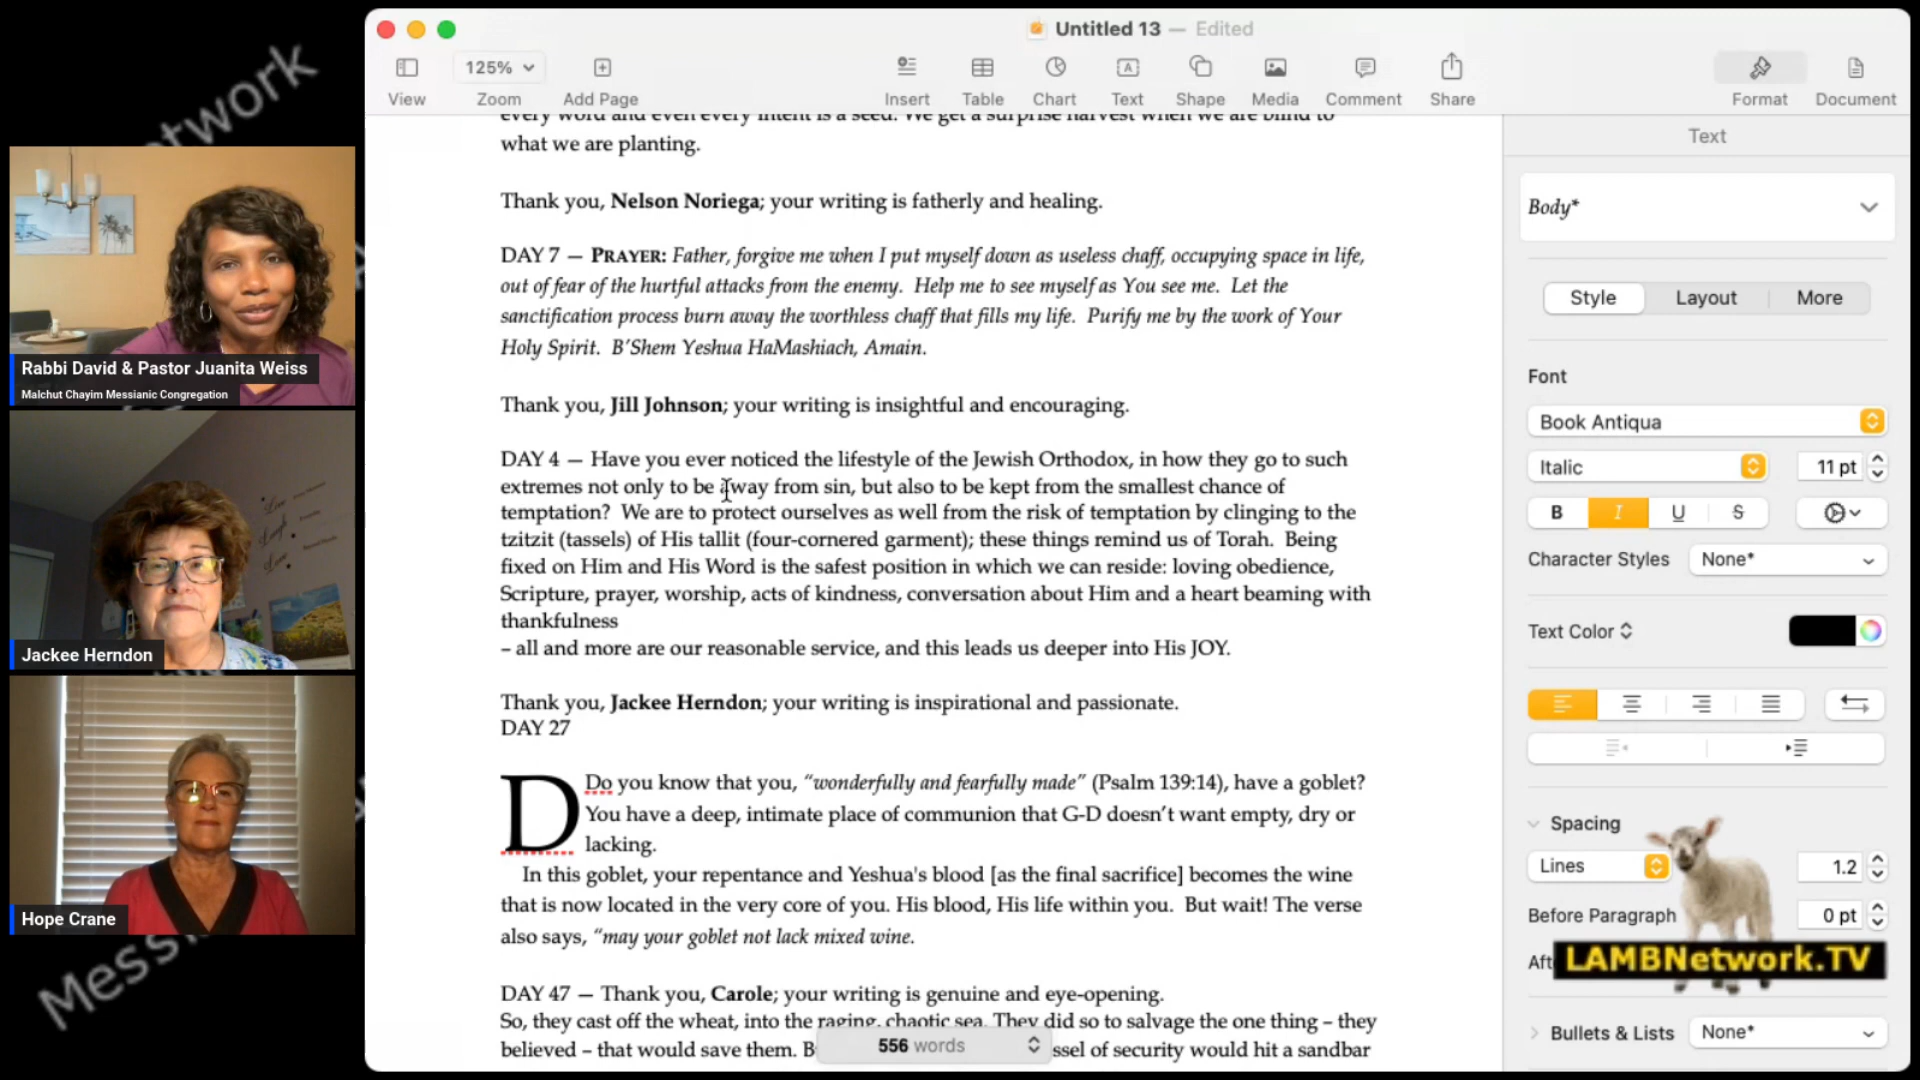 twork
Messi
Rabbi David & Pastor Juanita Weiss
Malchut Chayim Messianic Congregation
Jackee Herndon
Hope Crane
Untitled 13 — Edited
125%
View
Zoom
Add Page
Insert
Table
Chart
Text
Shape
Media
Comment
Share
Format
Document
every word and even every intent is a seed. We get a surprise harvest when we are blind to
what we are planting.
Thank you, Nelson Noriega; your writing is fatherly and healing.
DAY 7 — PRAYER: Father, forgive me when I put myself down as useless chaff, occupying space in life,
out of fear of the hurtful attacks from the enemy.  Help me to see myself as You see me.  Let the
sanctification process burn away the worthless chaff that fills my life.  Purify me by the work of Your
Holy Spirit.  B'Shem Yeshua HaMashiach, Amain.
Thank you, Jill Johnson; your writing is insightful and encouraging.
DAY 4 — Have you ever noticed the lifestyle of the Jewish Orthodox, in how they go to such
extremes not only to be away from sin, but also to be kept from the smallest chance of
temptation?  We are to protect ourselves as well from the risk of temptation by clinging to the
tzitzit (tassels) of His tallit (four-cornered garment); these things remind us of Torah.  Being
fixed on Him and His Word is the safest position in which we can reside: loving obedience,
Scripture, prayer, worship, acts of kindness, conversation about Him and a heart beaming with
thankfulness
– all and more are our reasonable service, and this leads us deeper into His JOY.
Thank you, Jackee Herndon; your writing is inspirational and passionate.
DAY 27
D Do you know that you, “wonderfully and fearfully made” (Psalm 139:14), have a goblet?
You have a deep, intimate place of communion that G-D doesn’t want empty, dry or
lacking.
In this goblet, your repentance and Yeshua's blood [as the final sacrifice] becomes the wine
that is now located in the very core of you. His blood, His life within you.  But wait! The verse
also says, “may your goblet not lack mixed wine.
DAY 47 — Thank you, Carole; your writing is genuine and eye-opening.
So, they cast off the wheat, into the raging, chaotic sea. They did so to salvage the one thing – they
believed – that would save them. B
ssel of security would hit a sandbar
556 words
Text
Body*
Style
Layout
More
Font
Book Antiqua
Italic
11 pt
B
I
U
S
Character Styles
None*
Text Color
Spacing
Lines
1.2
Before Paragraph
0 pt
Aft
LAMBNetwork.TV
Bullets & Lists
None*